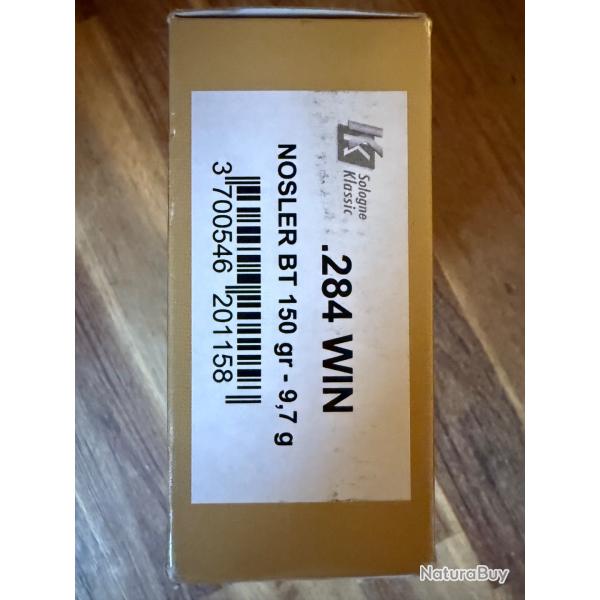 Sologne
Klassic
.284 WIN
NOSLER BT 150 gr - 9,7 g
3 700546 201158
NaturaBuy